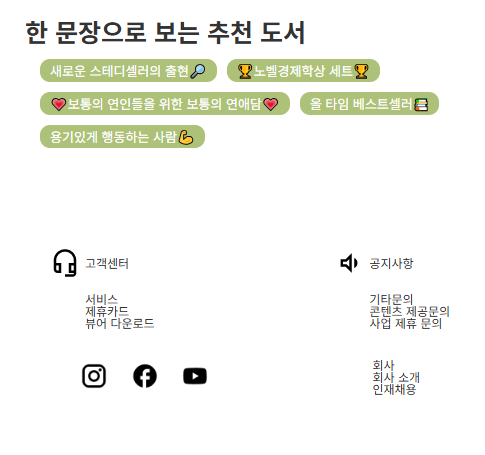 한 문장으로 보는 추천 도서
새로운 스테디셀러의 출현🔎
🏆노벨경제학상 세트🏆
💗보통의 연인들을 위한 보통의 연애담💗
올 타임 베스트셀러📚
용기있게 행동하는 사람💪
고객센터
서비스
제휴카드
뷰어 다운로드
공지사항
기타문의
콘텐츠 제공문의
사업 제휴 문의
회사
회사 소개
인재채용